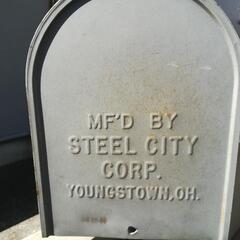 MF'D BY
STEEL CITY
CORP.
YOUNGSTOWN, OH.